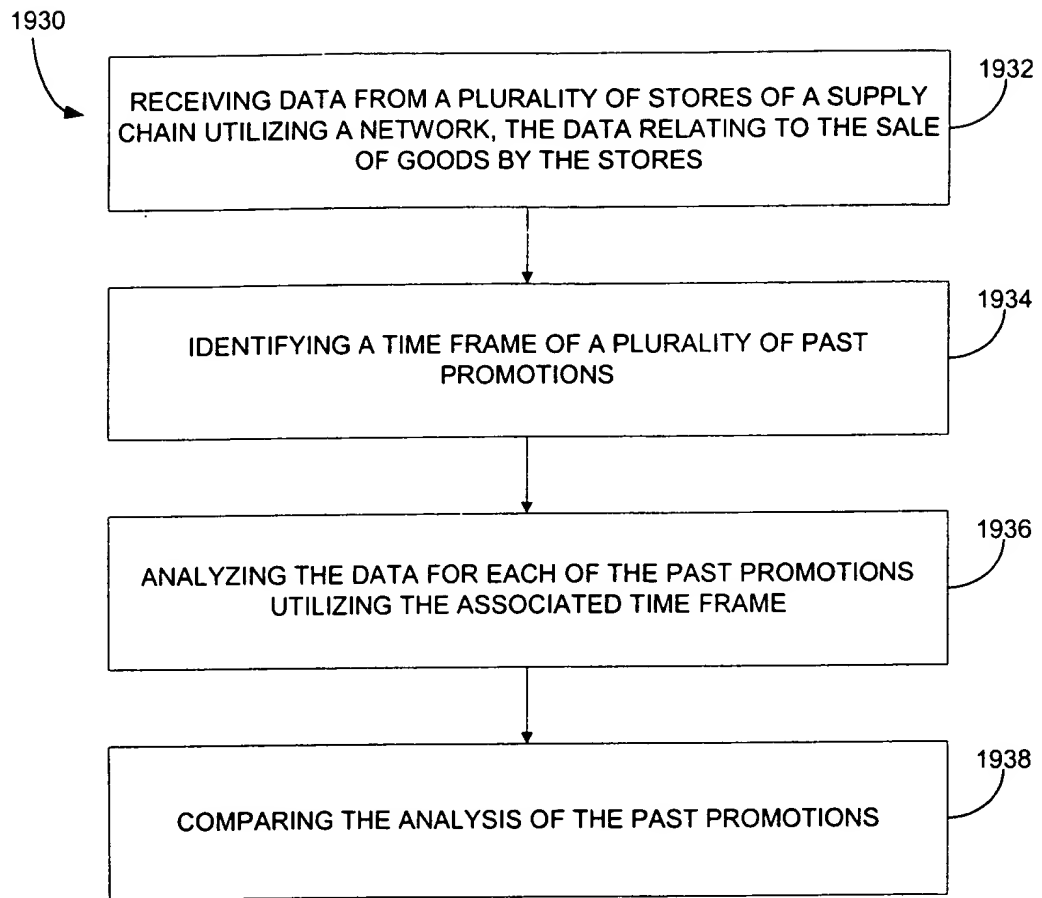 1930
1932
RECEIVING DATA FROM A PLURALITY OF STORES OF A SUPPLY
CHAIN UTILIZING A NETWORK, THE DATA RELATING TO THE SALE
OF GOODS BY THE STORES
1934
IDENTIFYING A TIME FRAME OF A PLURALITY OF PAST
PROMOTIONS
1936
ANALYZING THE DATA FOR EACH OF THE PAST PROMOTIONS
UTILIZING THE ASSOCIATED TIME FRAME
1938
COMPARING THE ANALYSIS OF THE PAST PROMOTIONS